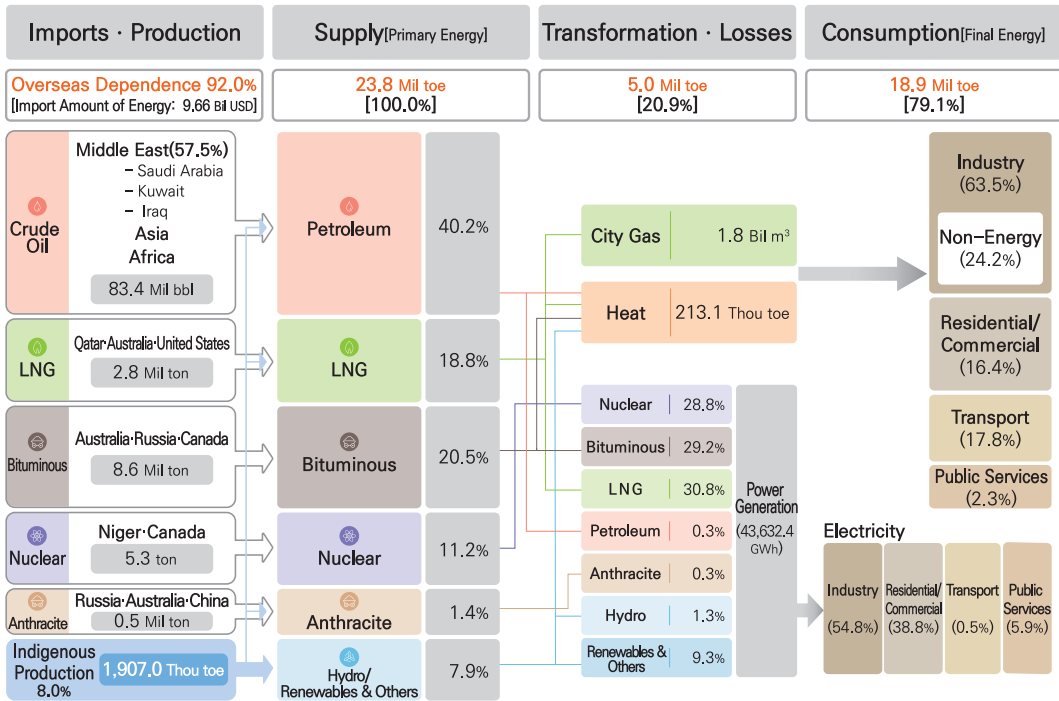 Imports · Production
Supply[Primary Energy]
Transformation · Losses
Consumption[Final Energy]
Overseas Dependence 92.0%
[Import Amount of Energy: 9.66 Bil USD]
23.8 Mil toe
[100.0%]
5.0 Mil toe
[20.9%]
18.9 Mil toe
[79.1%]
Crude
Oil
Middle East(57.5%)
– Saudi Arabia
– Kuwait
– Iraq
Asia
Africa
83.4 Mil bbl
LNG
Qatar·Australia·United States
2.8 Mil ton
Bituminous
Australia·Russia·Canada
8.6 Mil ton
Nuclear
Niger·Canada
5.3 ton
Anthracite
Russia·Australia·China
0.5 Mil ton
Indigenous
Production
8.0%
1,907.0 Thou toe
Petroleum
40.2%
LNG
18.8%
Bituminous
20.5%
Nuclear
11.2%
Anthracite
1.4%
Hydro/
Renewables & Others
7.9%
City Gas
1.8 Bil m³
Heat
213.1 Thou toe
Nuclear
28.8%
Bituminous
29.2%
LNG
30.8%
Petroleum
0.3%
Anthracite
0.3%
Hydro
1.3%
Renewables &
Others
9.3%
Power
Generation
(43,632.4
GWh)
Industry
(63.5%)
Non–Energy
(24.2%)
Residential/
Commercial
(16.4%)
Transport
(17.8%)
Public Services
(2.3%)
Electricity
Industry
(54.8%)
Residential/
Commercial
(38.8%)
Transport
(0.5%)
Public
Services
(5.9%)